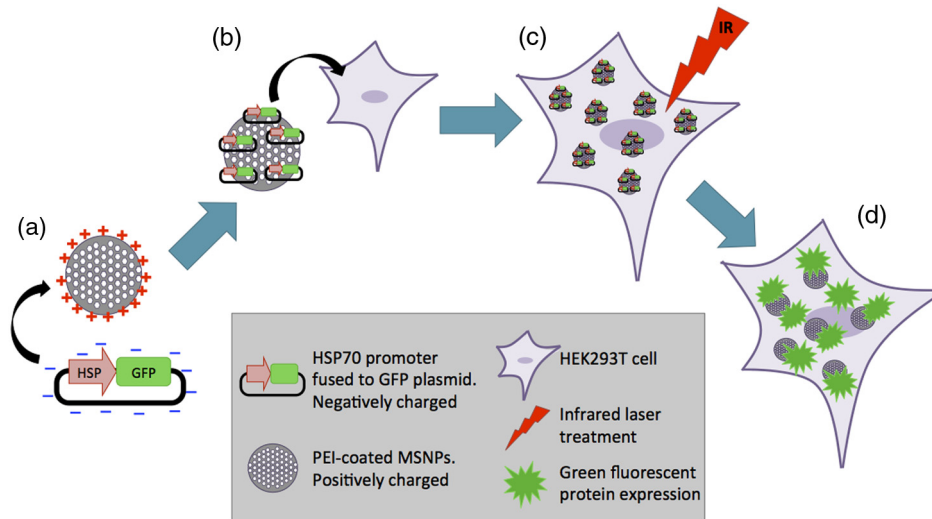 (a)
HSP GFP
(b)
(c)
IR
(d)
HSP70 promoter
fused to GFP plasmid.
Negatively charged
PEI-coated MSNPs.
Positively charged
HEK293T cell
Infrared laser
treatment
Green fluorescent
protein expression